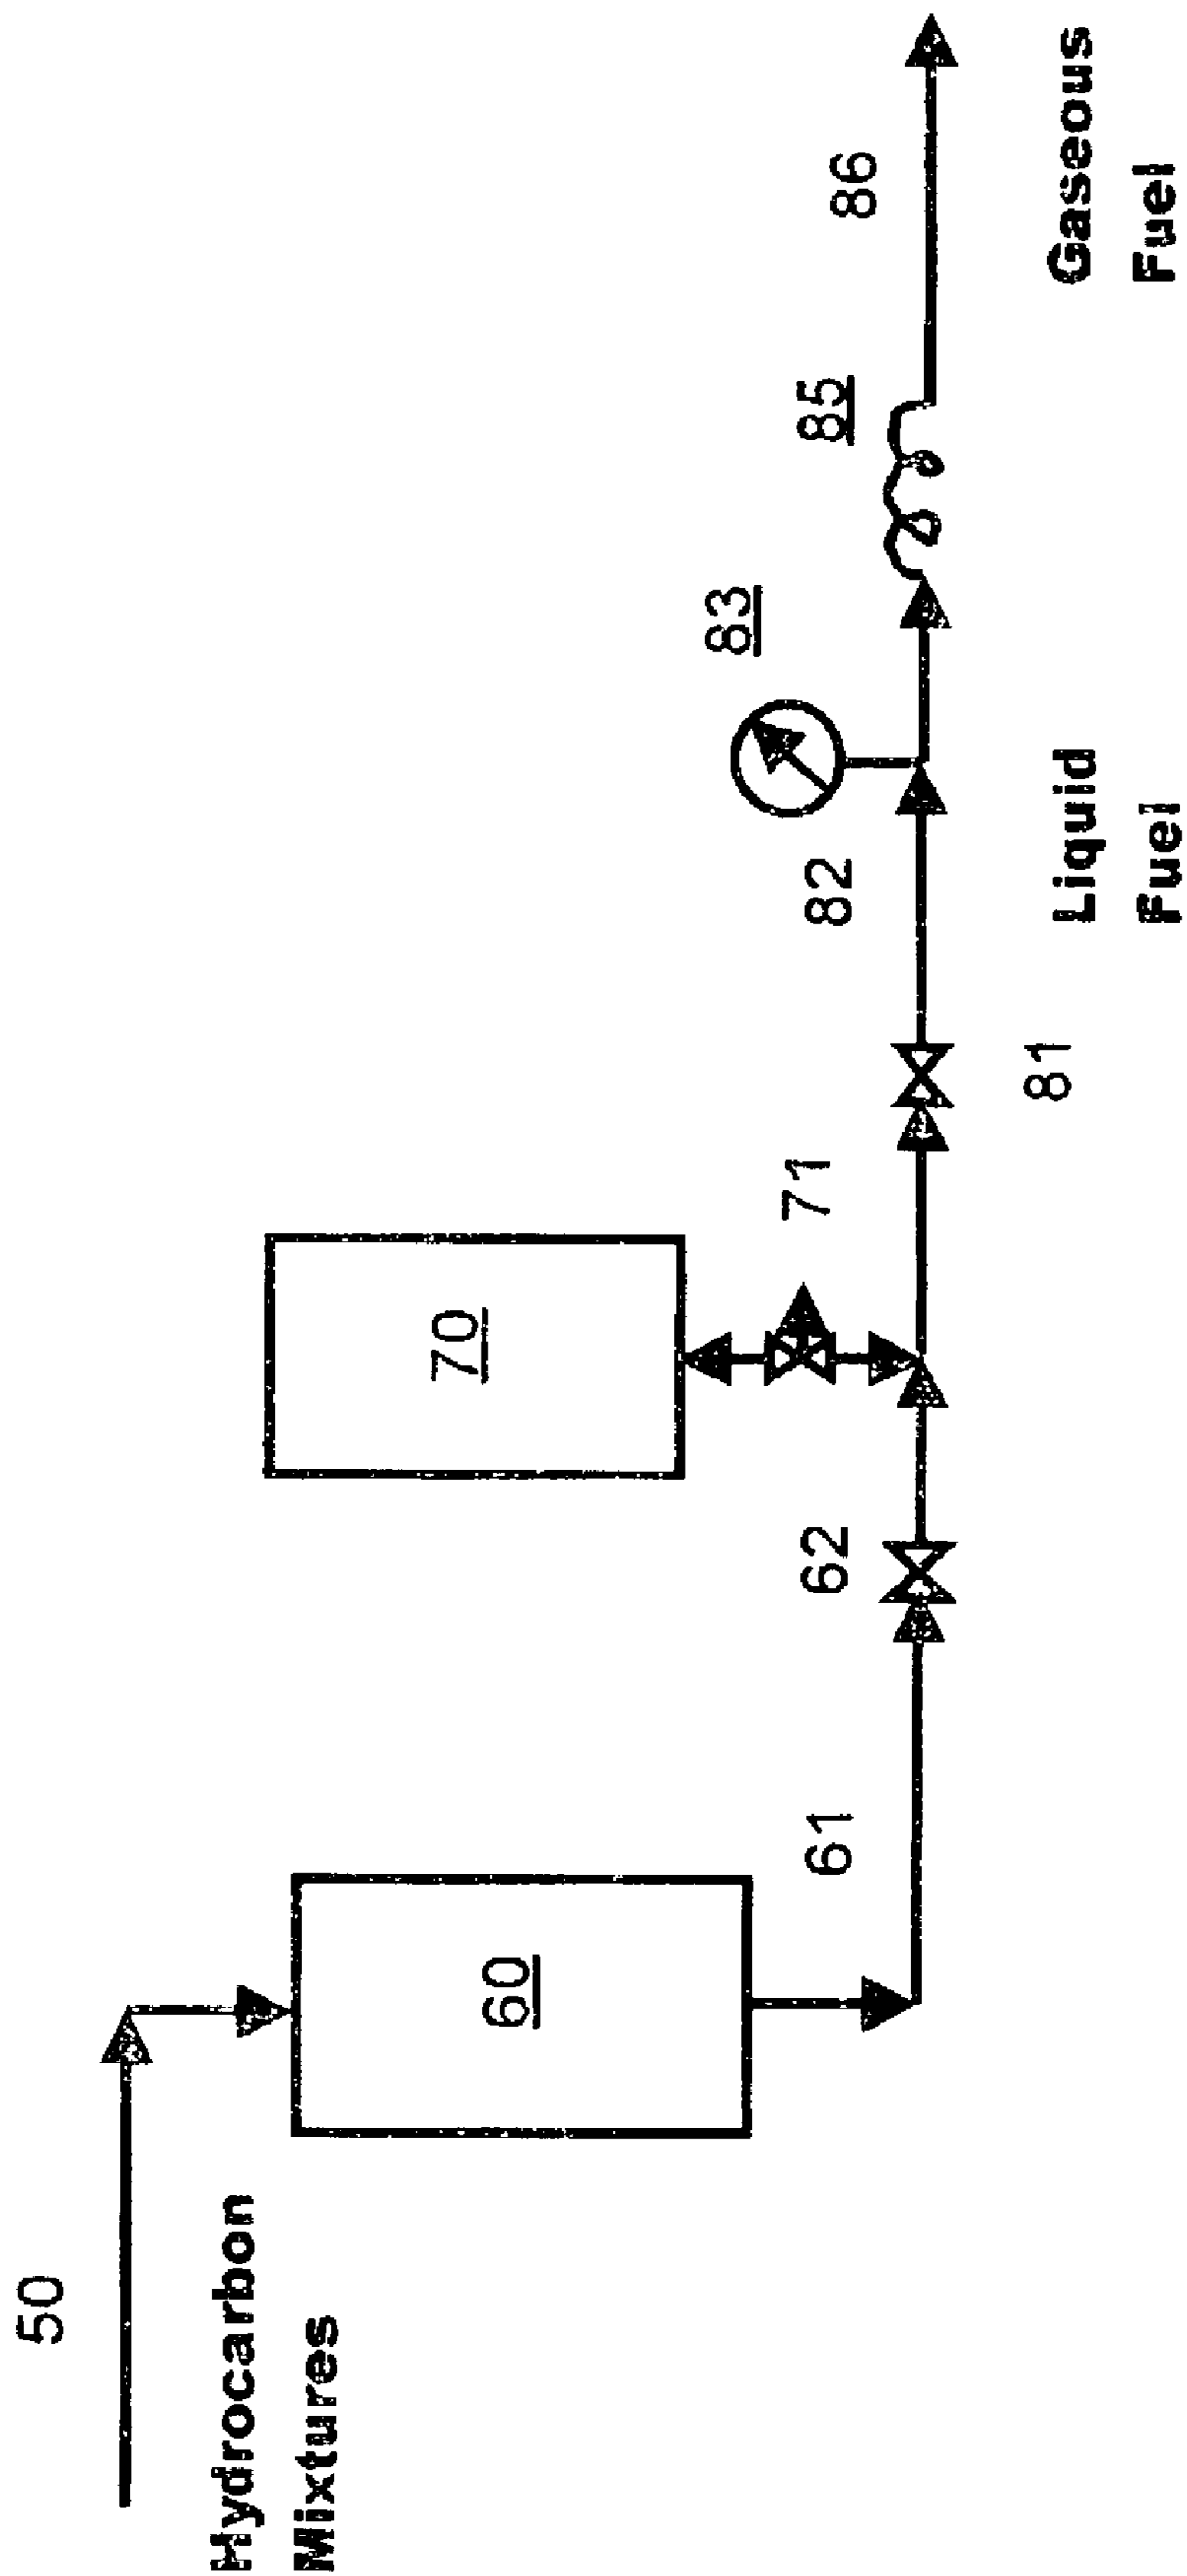 50
Hydrocarbon
Mixtures
60
61
62
70
71
81
82
83
Liquid
Fuel
85
86
Gaseous
Fuel